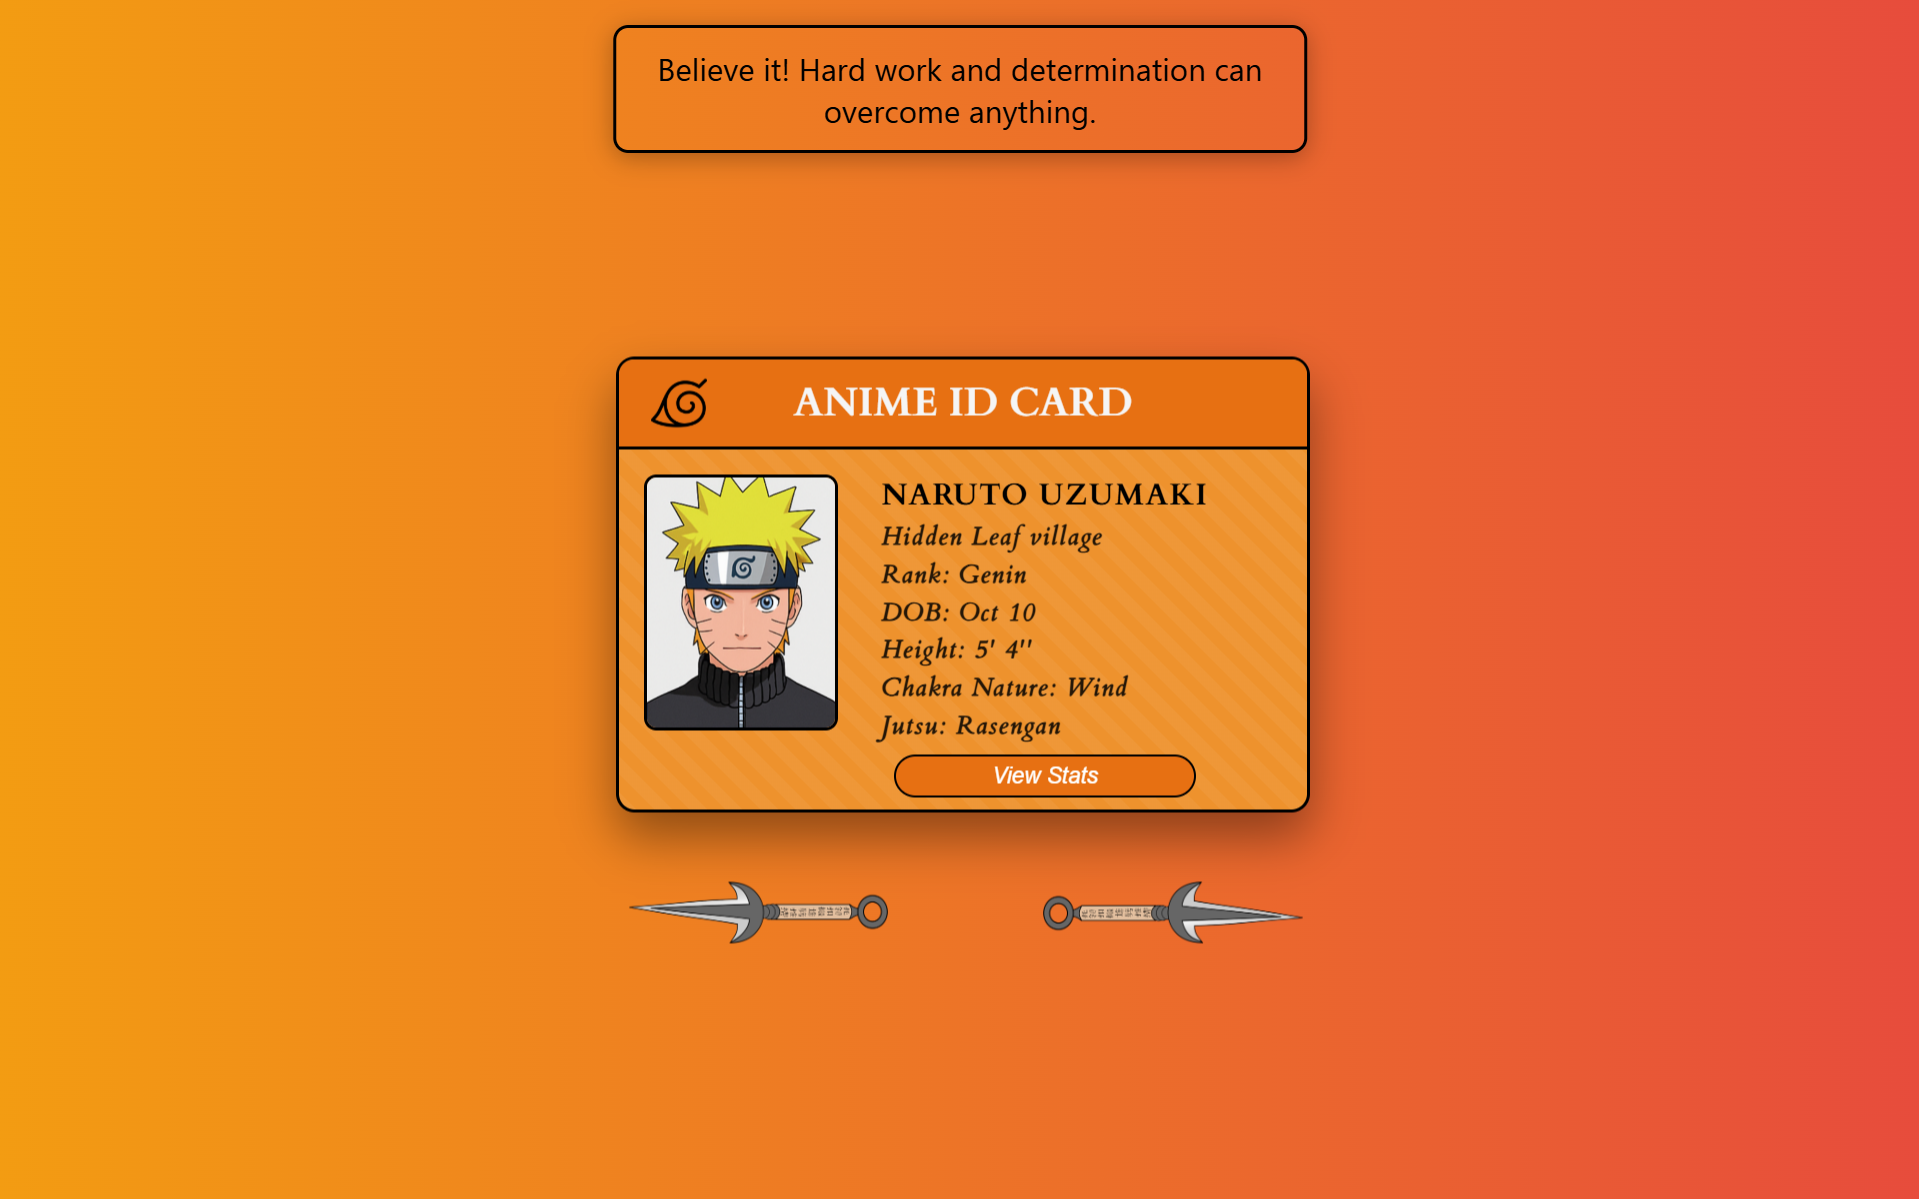 Believe it! Hard work and determination can
overcome anything.
ANIME ID CARD
NARUTO UZUMAKI
Hidden Leaf village
Rank: Genin
DOB: Oct 10
Height: 5' 4''
Chakra Nature: Wind
Jutsu: Rasengan
View Stats